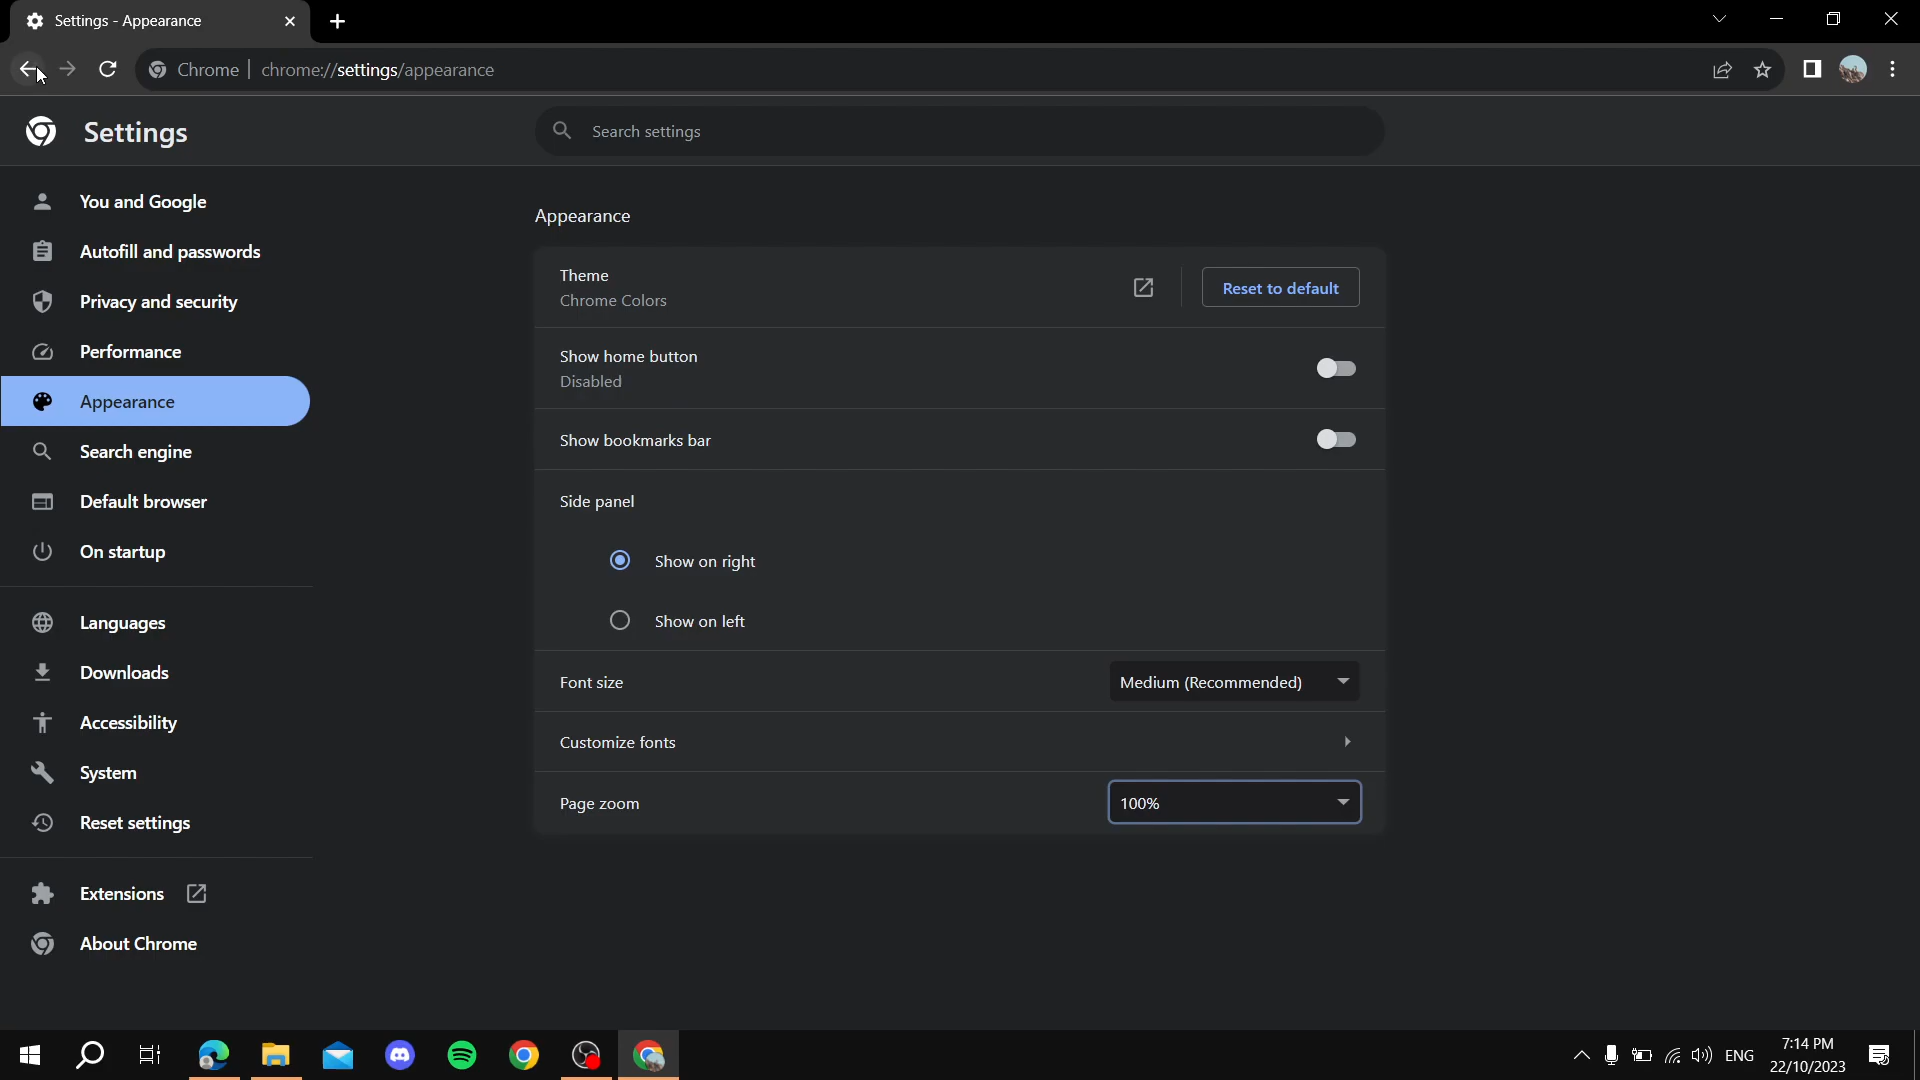 Settings - Appearance
Chrome | chrome://settings/appearance
Settings
Search settings
You and Google
Autofill and passwords
Privacy and security
Performance
Appearance
Search engine
Default browser
On startup
Languages
Downloads
Accessibility
System
Reset settings
Extensions
About Chrome
Appearance
Theme
Chrome Colors
Reset to default
Show home button
Disabled
Show bookmarks bar
Side panel
Show on right
Show on left
Font size
Medium (Recommended)
Customize fonts
Page zoom
100%
ENG
7:14 PM
22/10/2023